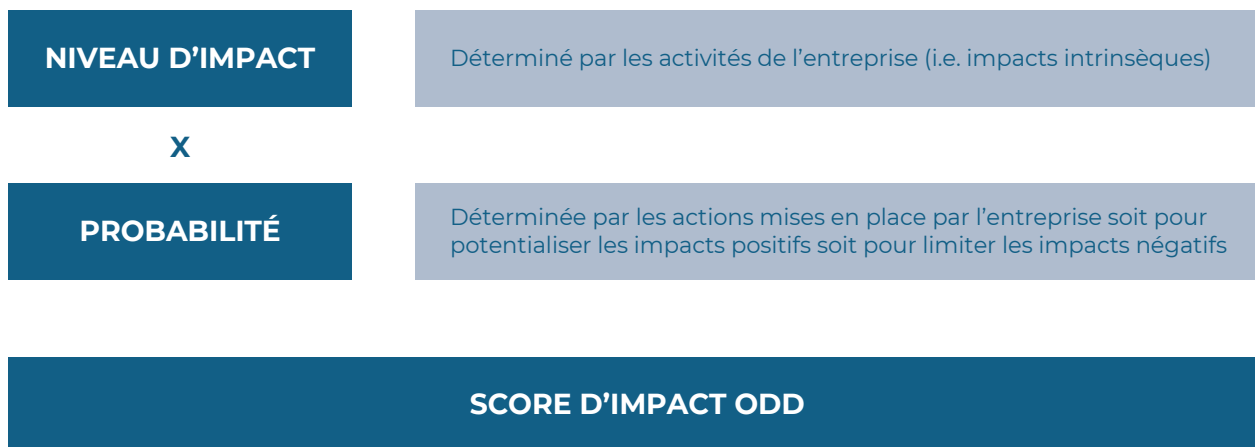 NIVEAU D’IMPACT
Déterminé par les activités de l’entreprise (i.e. impacts intrinsèques)
X
PROBABILITÉ
Déterminée par les actions mises en place par l’entreprise soit pour
potentialiser les impacts positifs soit pour limiter les impacts négatifs
SCORE D’IMPACT ODD